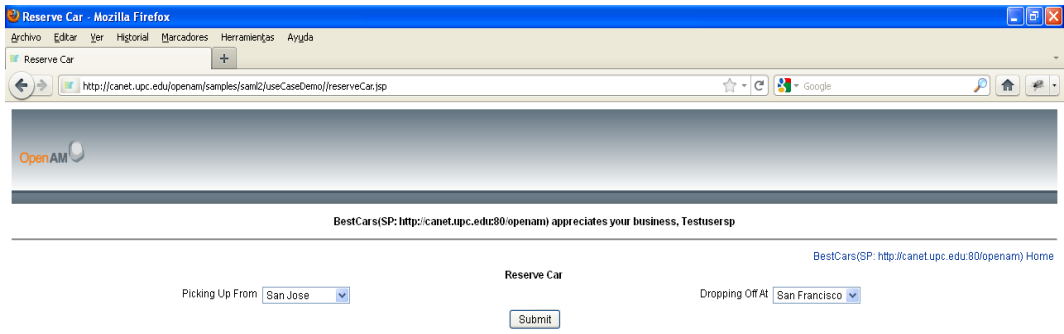 Reserve Car - Mozilla Firefox
Archivo Editar Ver Historial Marcadores Herramientas Ayuda
Reserve Car
http://canet.upc.edu/openam/samples/saml2/useCaseDemo//reserveCar.jsp Google
OpenAM
BestCars(SP: http://canet.upc.edu:80/openam) appreciates your business, Testusersp
BestCars(SP: http://canet.upc.edu:80/openam) Home
Reserve Car
Picking Up From San Jose Dropping Off At San Francisco
Submit